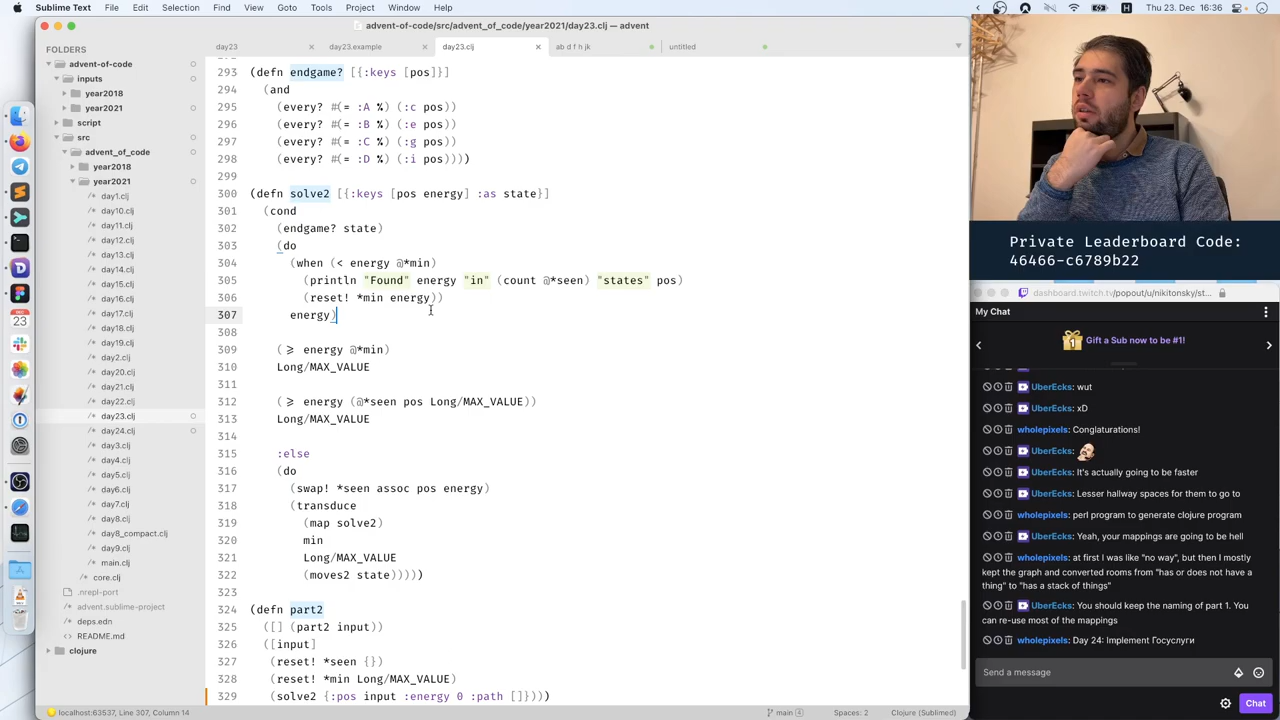 Sublime Text File Edit Selection Find View Goto Tools Project Window Help
Thu 23. Dec 16:36
advent-of-code/src/advent_of_code/year2021/day23.clj — advent
FOLDERS
advent-of-code
inputs
year2018
year2021
script
src
advent_of_code
year2018
year2021
day1.clj
day10.clj
day11.clj
day12.clj
day13.clj
day14.clj
day15.clj
day16.clj
day17.clj
day18.clj
day19.clj
day2.clj
day20.clj
day21.clj
day22.clj
day23.clj
day24.clj
day3.clj
day4.clj
day5.clj
day6.clj
day7.clj
day8.clj
day8_compact.clj
day9.clj
main.clj
core.clj
.nrepl-port
advent.sublime-project
deps.edn
README.md
clojure
day23 day23.example day23.clj ab d f h jk untitled
293 (defn endgame? [{:keys [pos]}]
294 (and
295 (every? #(= :A %) (:c pos))
296 (every? #(= :B %) (:e pos))
297 (every? #(= :C %) (:g pos))
298 (every? #(= :D %) (:i pos))))
299
300 (defn solve2 [{:keys [pos energy] :as state}]
301 (cond
302 (endgame? state)
303 (do
304 (when (< energy @*min)
305 (println "Found" energy "in" (count @*seen) "states" pos)
306 (reset! *min energy))
307 energy)
308
309 (>= energy @*min)
310 Long/MAX_VALUE
311
312 (>= energy (@*seen pos Long/MAX_VALUE))
313 Long/MAX_VALUE
314
315 :else
316 (do
317 (swap! *seen assoc pos energy)
318 (transduce
319 (map solve2)
320 min
321 Long/MAX_VALUE
322 (moves2 state)))))
323
324 (defn part2
325 ([] (part2 input))
326 ([input]
327 (reset! *seen {})
328 (reset! *min Long/MAX_VALUE)
329 (solve2 {:pos input :energy 0 :path []})))
localhost:63537, Line 307, Column 14
main 4 Spaces: 2 Clojure (Sublimed)
Private Leaderboard Code:
46466-c6789b22
dashboard.twitch.tv/popout/u/nikitonsky/st...
My Chat
Gift a Sub now to be #1!
UberEcks: wut
UberEcks: xD
wholepixels: Conglaturations!
UberEcks:
UberEcks: It's actually going to be faster
UberEcks: Lesser hallway spaces for them to go to
wholepixels: perl program to generate clojure program
UberEcks: Yeah, your mappings are going to be hell
wholepixels: at first I was like "no way", but then I mostly
kept the graph and converted rooms from "has or does not have a
thing" to "has a stack of things"
UberEcks: You should keep the naming of part 1. You
can re-use most of the mappings
wholepixels: Day 24: Implement Госуслуги
Send a message
Chat